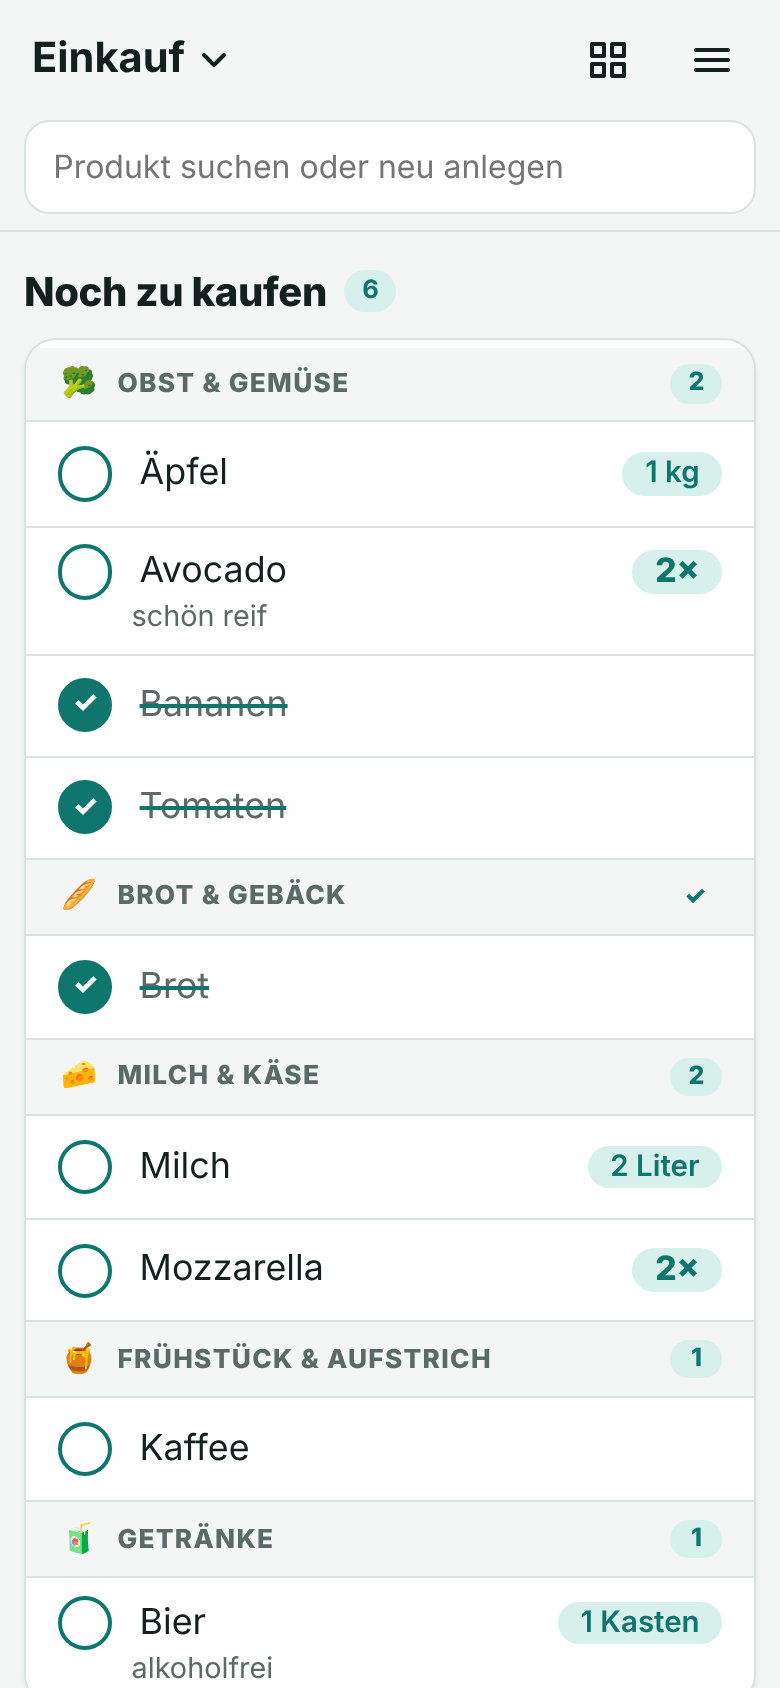 Einkauf
Produkt suchen oder neu anlegen
Noch zu kaufen 6
OBST & GEMÜSE 2
Äpfel 1 kg
Avocado 2×
schön reif
Bananen
Tomaten
BROT & GEBÄCK
Brot
MILCH & KÄSE 2
Milch 2 Liter
Mozzarella 2×
FRÜHSTÜCK & AUFSTRICH 1
Kaffee
GETRÄNKE 1
Bier 1 Kasten
alkoholfrei